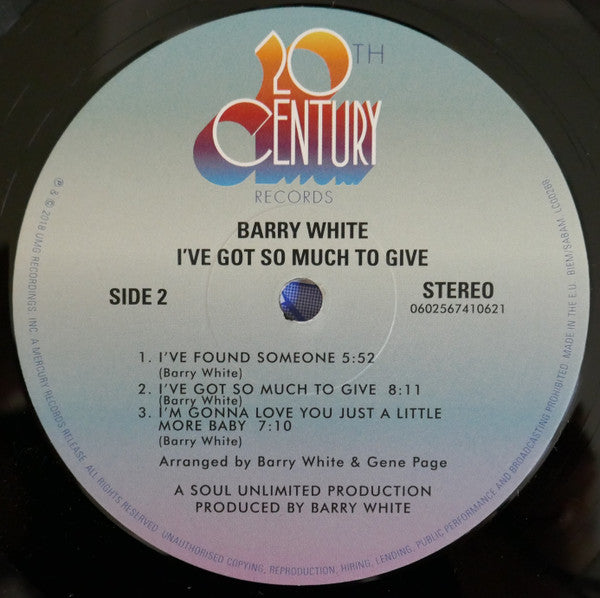 20TH
CENTURY
RECORDS
BARRY WHITE
I'VE GOT SO MUCH TO GIVE
SIDE 2
STEREO
0602567410621
1. I'VE FOUND SOMEONE 5:52
(Barry White)
2. I'VE GOT SO MUCH TO GIVE 8:11
(Barry White)
3. I'M GONNA LOVE YOU JUST A LITTLE
MORE BABY 7:10
(Barry White)
Arranged by Barry White & Gene Page
A SOUL UNLIMITED PRODUCTION
PRODUCED BY BARRY WHITE
℗ & © 2018 UMG RECORDINGS, INC. A MERCURY RECORDS RELEASE. ALL RIGHTS RESERVED. UNAUTHORISED COPYING, REPRODUCTION, HIRING, LENDING, PUBLIC PERFORMANCE AND BROADCASTING PROHIBITED. MADE IN THE E.U. BIEM/SABAM LC00289